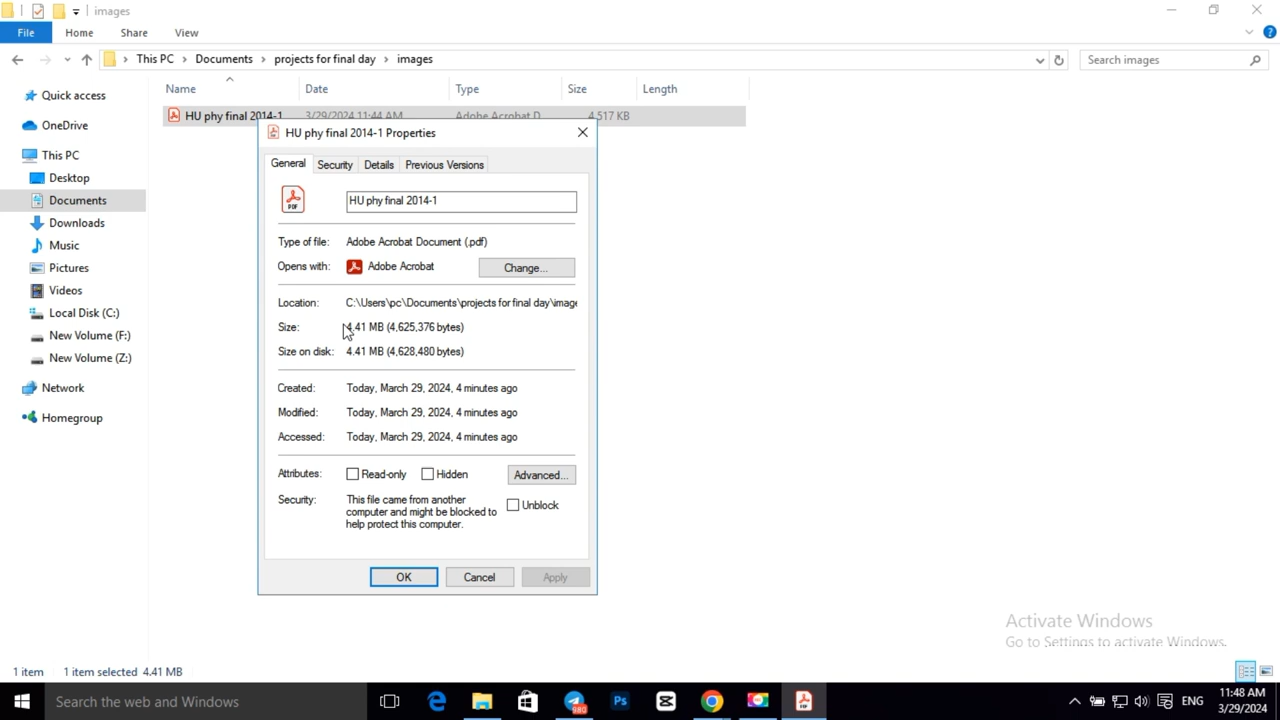 images
File Home Share View
This PC Documents projects for final day images
Search images
Name Date Type Size Length
HU phy final 2014-1 3/29/2024 11:44 AM Adobe Acrobat D... 4,517 KB
Quick access
OneDrive
This PC
Desktop
Documents
Downloads
Music
Pictures
Videos
Local Disk (C:)
New Volume (F:)
New Volume (Z:)
Network
Homegroup
HU phy final 2014-1 Properties
General Security Details Previous Versions
PDF
HU phy final 2014-1
Type of file: Adobe Acrobat Document (.pdf)
Opens with: Adobe Acrobat Change...
Location: C:\Users\pc\Documents\projects for final day\image
Size: 4.41 MB (4,625,376 bytes)
Size on disk: 4.41 MB (4,628,480 bytes)
Created: Today, March 29, 2024, 4 minutes ago
Modified: Today, March 29, 2024, 4 minutes ago
Accessed: Today, March 29, 2024, 4 minutes ago
Attributes: Read-only Hidden Advanced...
Security: This file came from another
computer and might be blocked to
help protect this computer.
Unblock
OK Cancel Apply
Activate Windows
Go to Settings to activate Windows.
1 item 1 item selected 4.41 MB
Search the web and Windows
980
Ps
PDF
ENG
11:48 AM
3/29/2024